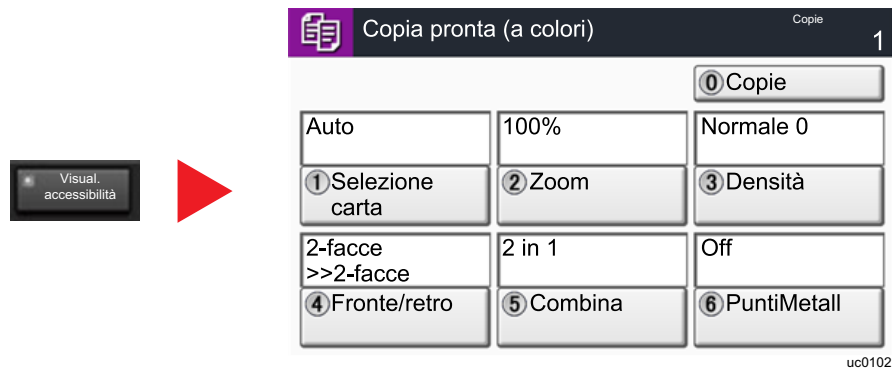 Visual.
accessibilità
Copia pronta (a colori)
Copie
1
0 Copie
Auto
100%
Normale 0
1 Selezione
carta
2 Zoom
3 Densità
2-facce
>>2-facce
2 in 1
Off
4 Fronte/retro
5 Combina
6 PuntiMetall
uc0102